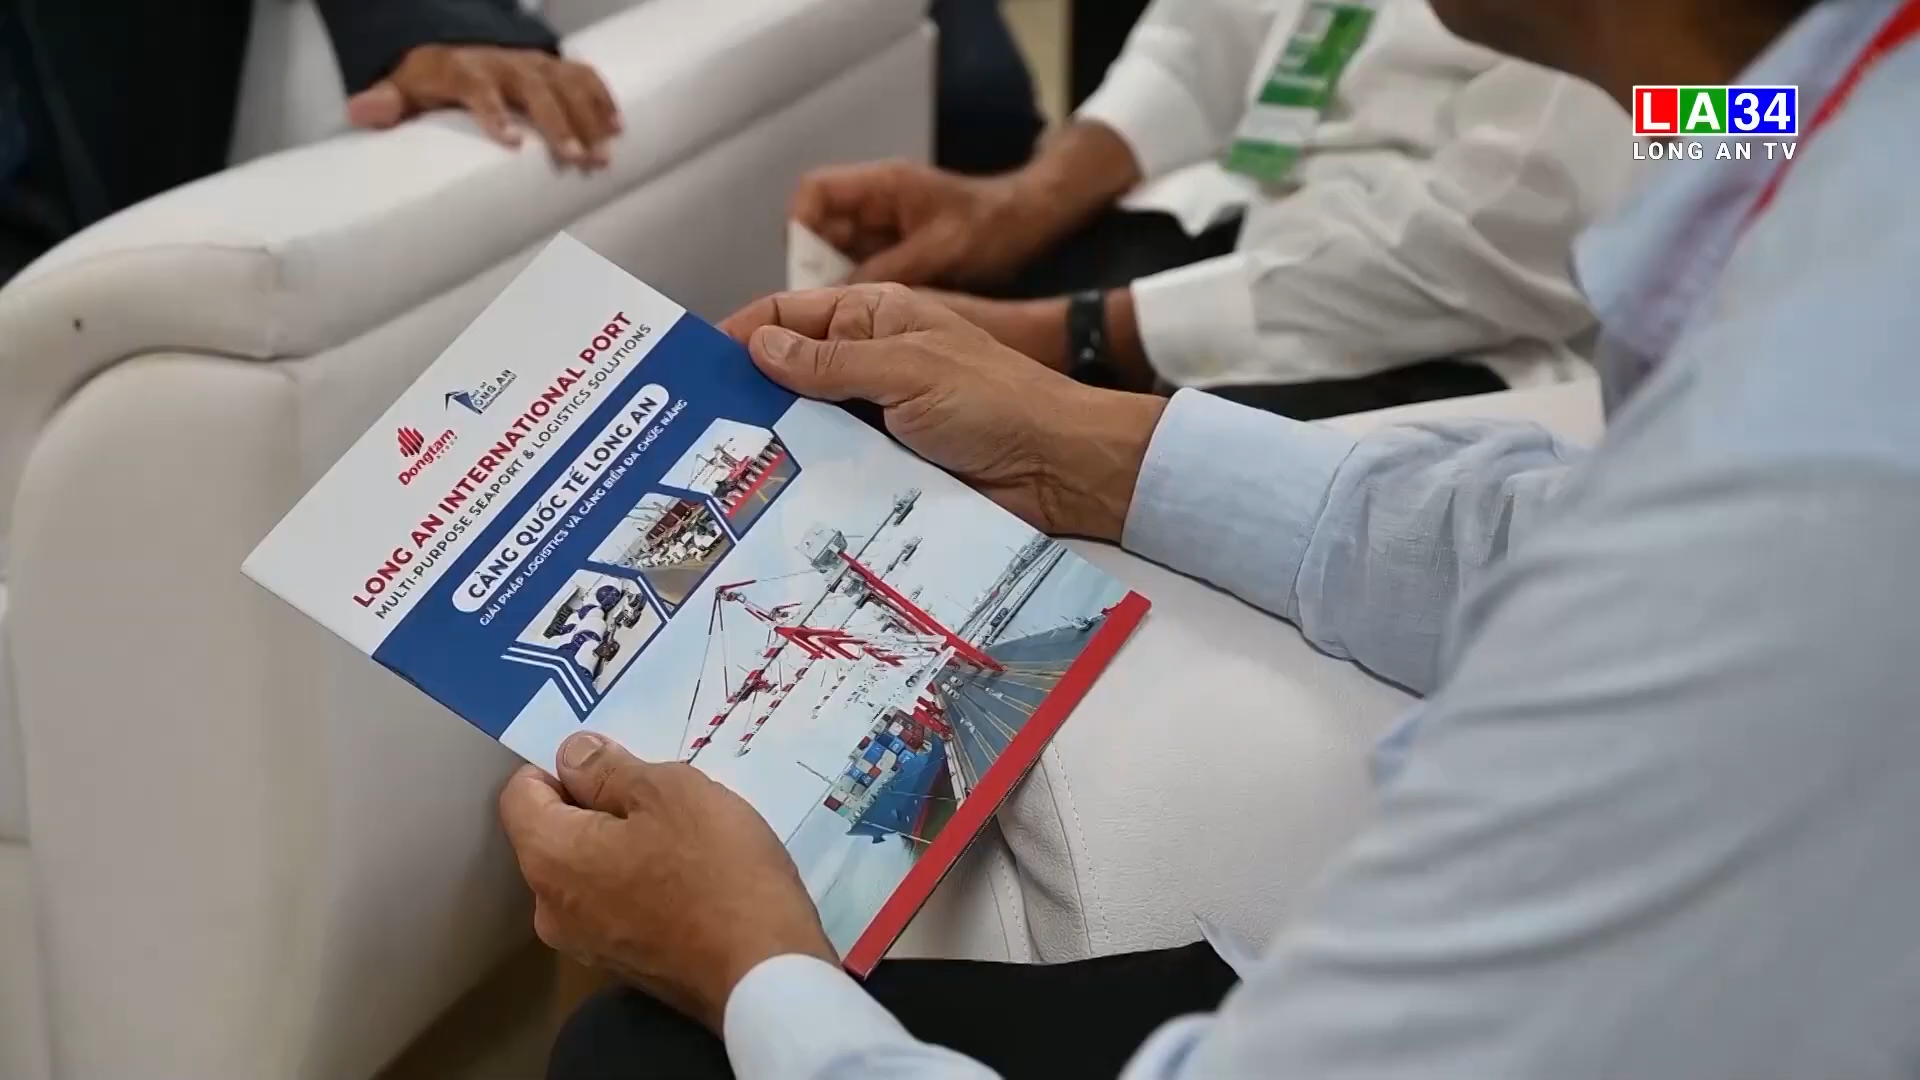 LA34
LONG AN TV
Dongtam
LONG AN INTERNATIONAL PORT
MULTI-PURPOSE SEAPORT & LOGISTICS SOLUTIONS
CẢNG QUỐC TẾ LONG AN
GIẢI PHÁP LOGISTICS VÀ CẢNG BIỂN ĐA CHỨC NĂNG